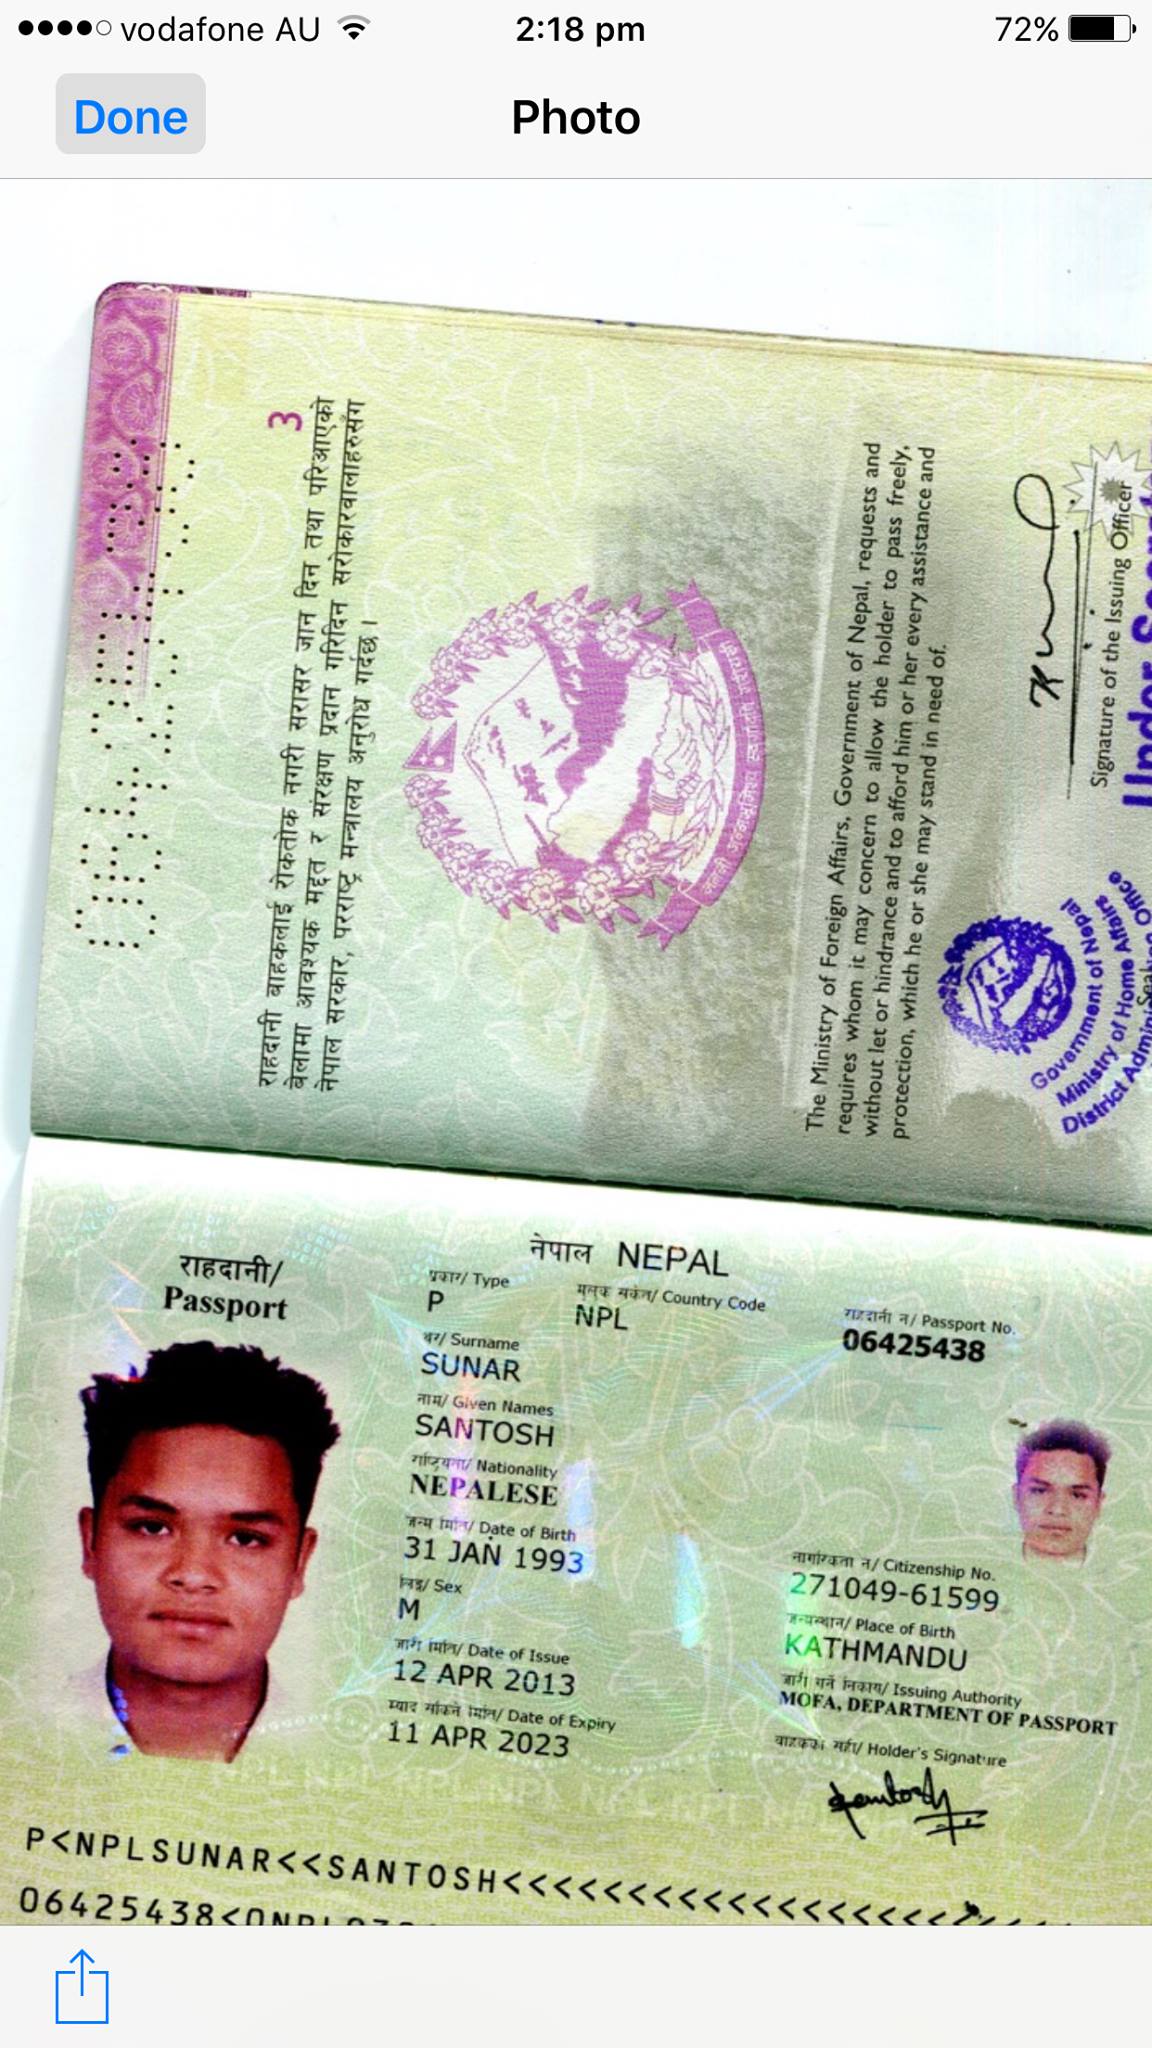 vodafone AU
2:18 pm
72%
Done
Photo
3
राहदानी बाहकलाई रोकतोक नगरी सरासर जान दिन तथा परिआएको
बेलामा आवश्यक मद्दत र संरक्षण प्रदान गरिदिन सरोकारवालाहरुसँग
नेपाल सरकार, परराष्ट्र मन्त्रालय अनुरोध गर्दछ ।
The Ministry of Foreign Affairs, Government of Nepal, requests and
requires whom it may concern to allow the holder to pass freely,
without let or hindrance and to afford him or her every assistance and
protection, which he or she may stand in need of.
Signature of the Issuing Officer
Under
Government of Nepal
Ministry of Home Affairs
District
Office
Seal
राहदानी/
Passport
नेपाल NEPAL
प्रकार/ Type
P
मुलुक संकेत/ Country Code
NPL
राहदानी नं/ Passport No.
06425438
थर/ Surname
SUNAR
नाम/ Given Names
SANTOSH
राष्ट्रियता/ Nationality
NEPALESE
जन्म मिति/ Date of Birth
31 JAN 1993
लिङ्ग/ Sex
M
जारी मिति/ Date of Issue
12 APR 2013
म्याद सकिने मिति/ Date of Expiry
11 APR 2023
नागरिकता नं/ Citizenship No.
271049-61599
जन्मस्थान/ Place of Birth
KATHMANDU
जारी गर्ने निकाय/ Issuing Authority
MOFA, DEPARTMENT OF PASSPORT
वाहकको सही/ Holder's Signature
Santosh
P<NPLSUNAR<<SANTOSH<<<<<<<<<<<<<<<<<<<<<
06425438<0NPL